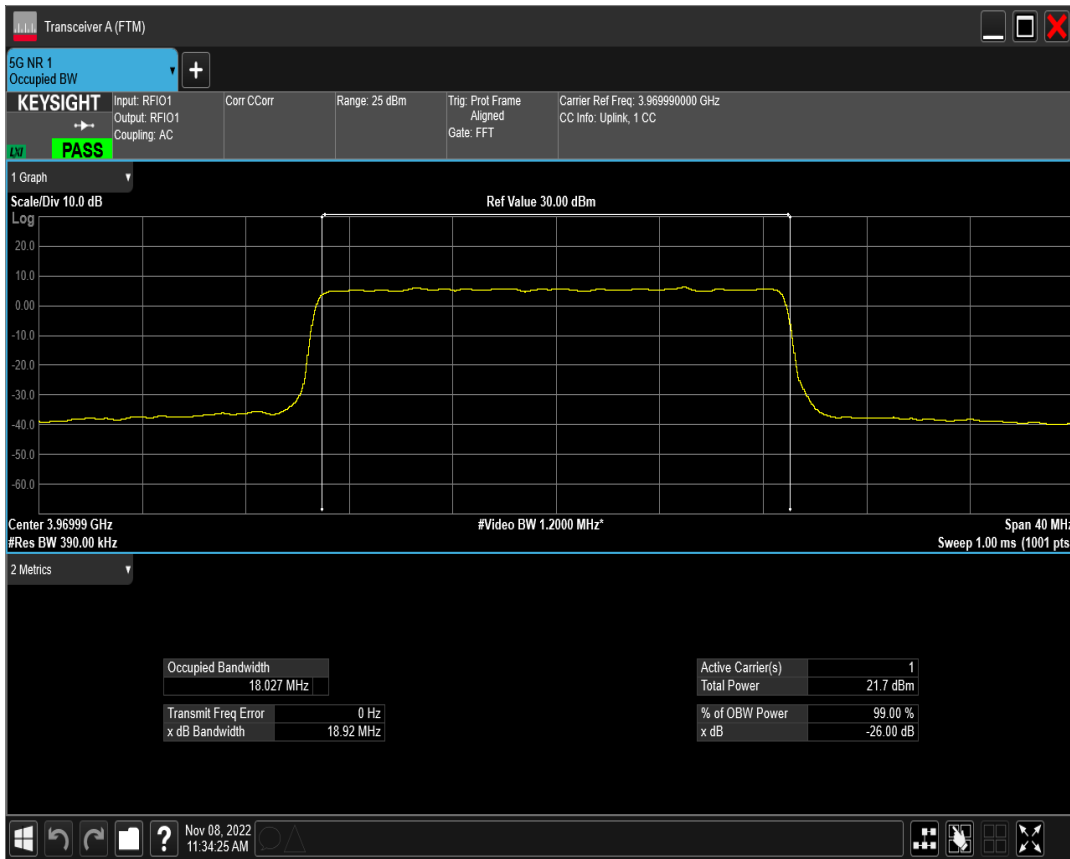 Transceiver A (FTM)
5G NR 1
Occupied BW
+
KEYSIGHT
LXI
PASS
Input: RFIO1
Output: RFIO1
Coupling: AC
Corr CCorr
Range: 25 dBm
Trig: Prot Frame
Aligned
Gate: FFT
Carrier Ref Freq: 3.969990000 GHz
CC Info: Uplink, 1 CC
1 Graph
Scale/Div 10.0 dB
Ref Value 30.00 dBm
Log
20.0
10.0
0.00
-10.0
-20.0
-30.0
-40.0
-50.0
-60.0
Center 3.96999 GHz
#Video BW 1.2000 MHz*
Span 40 MHz
#Res BW 390.00 kHz
Sweep 1.00 ms (1001 pts
2 Metrics
Occupied Bandwidth
18.027 MHz
Transmit Freq Error 0 Hz
x dB Bandwidth 18.92 MHz
Active Carrier(s) 1
Total Power 21.7 dBm
% of OBW Power 99.00 %
x dB -26.00 dB
?
Nov 08, 2022
11:34:25 AM